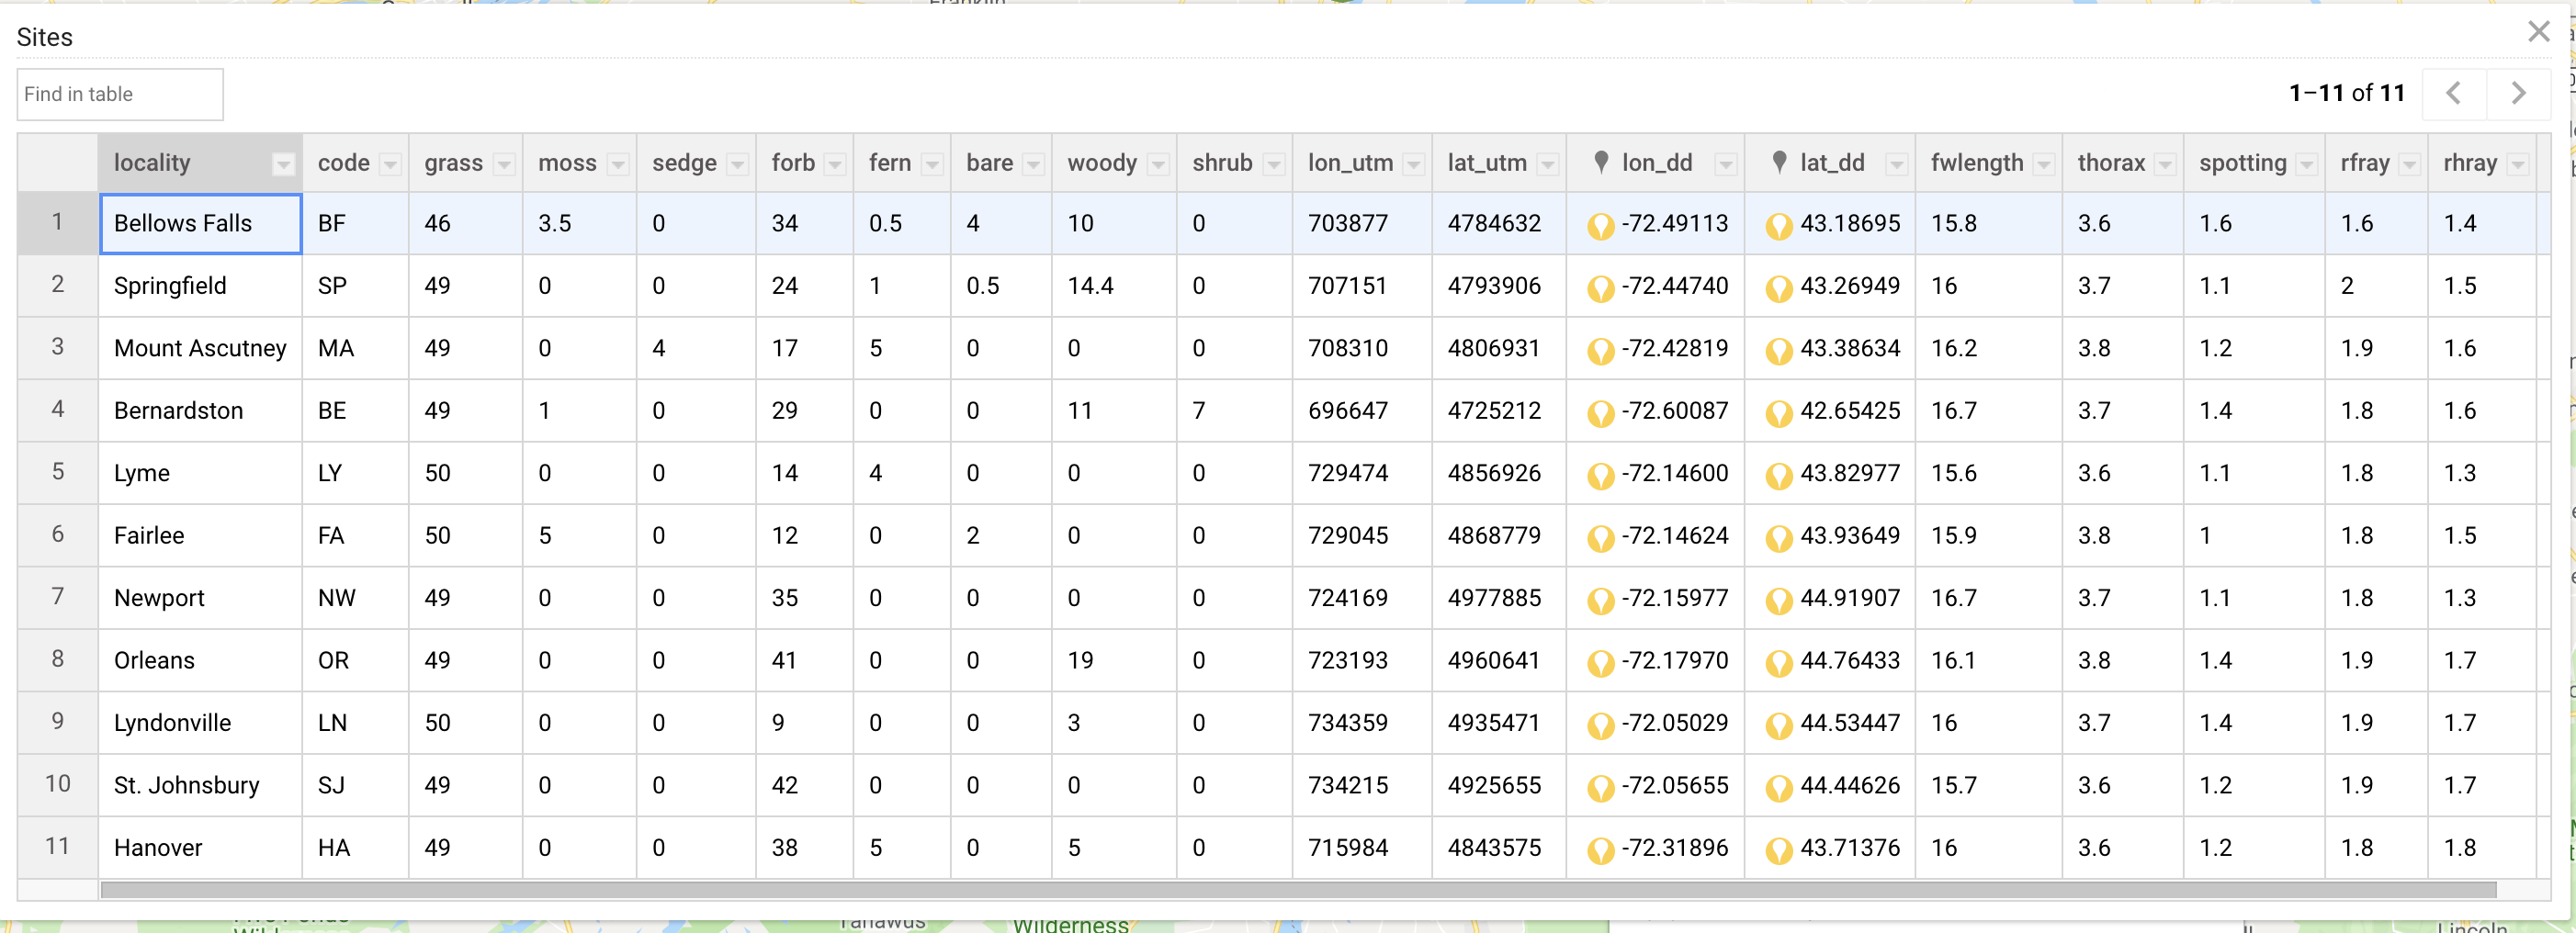 Franklin
Sites
Find in table
1–11 of 11
locality code grass moss sedge forb fern bare woody shrub lon_utm lat_utm lon_dd lat_dd fwlength thorax spotting rfray rhray
1 Bellows Falls BF 46 3.5 0 34 0.5 4 10 0 703877 4784632 -72.49113 43.18695 15.8 3.6 1.6 1.6 1.4
2 Springfield SP 49 0 0 24 1 0.5 14.4 0 707151 4793906 -72.44740 43.26949 16 3.7 1.1 2 1.5
3 Mount Ascutney MA 49 0 4 17 5 0 0 0 708310 4806931 -72.42819 43.38634 16.2 3.8 1.2 1.9 1.6
4 Bernardston BE 49 1 0 29 0 0 11 7 696647 4725212 -72.60087 42.65425 16.7 3.7 1.4 1.8 1.6
5 Lyme LY 50 0 0 14 4 0 0 0 729474 4856926 -72.14600 43.82977 15.6 3.6 1.1 1.8 1.3
6 Fairlee FA 50 5 0 12 0 2 0 0 729045 4868779 -72.14624 43.93649 15.9 3.8 1 1.8 1.5
7 Newport NW 49 0 0 35 0 0 0 0 724169 4977885 -72.15977 44.91907 16.7 3.7 1.1 1.8 1.3
8 Orleans OR 49 0 0 41 0 0 19 0 723193 4960641 -72.17970 44.76433 16.1 3.8 1.4 1.9 1.7
9 Lyndonville LN 50 0 0 9 0 0 3 0 734359 4935471 -72.05029 44.53447 16 3.7 1.4 1.9 1.7
10 St. Johnsbury SJ 49 0 0 42 0 0 0 0 734215 4925655 -72.05655 44.44626 15.7 3.6 1.2 1.9 1.7
11 Hanover HA 49 0 0 38 5 0 5 0 715984 4843575 -72.31896 43.71376 16 3.6 1.2 1.8 1.8
Tahawus
Wilderness
Lincoln